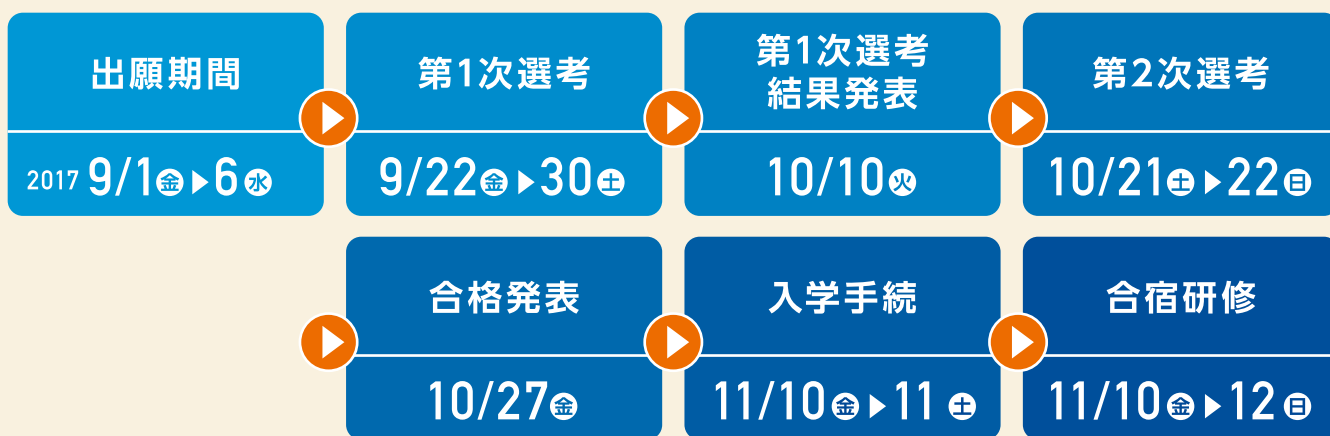 出願期間
2017 9/1金▶6水
第1次選考
9/22金▶30土
第1次選考
結果発表
10/10火
第2次選考
10/21土▶22日
合格発表
10/27金
入学手続
11/10金▶11土
合宿研修
11/10金▶12日